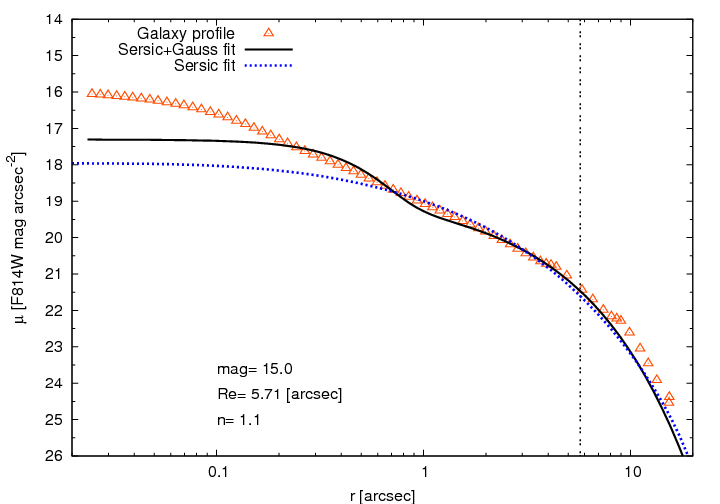 Galaxy profile
Sersic+Gauss fit
Sersic fit
14
15
16
17
18
19
20
21
22
23
24
25
26
μ [F814W mag arcsec-2]
mag= 15.0
Re= 5.71 [arcsec]
n= 1.1
0.1 1 10
r [arcsec]